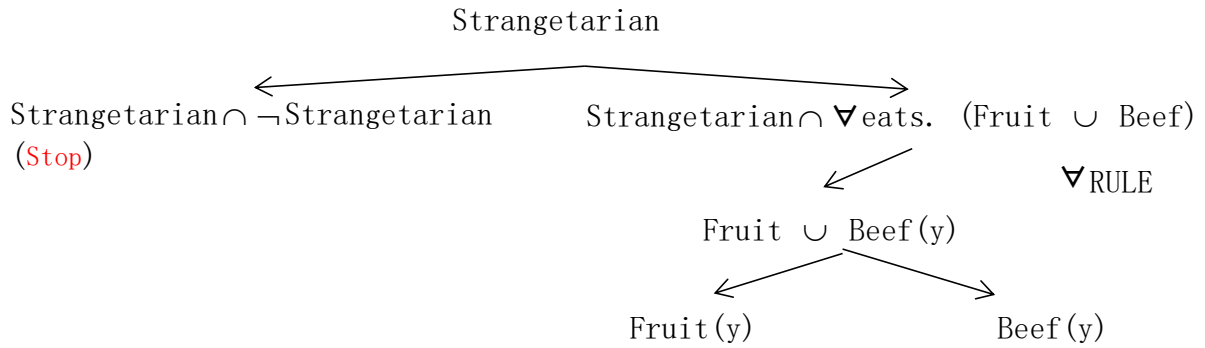 Strangetarian
Strangetarian∩ ¬Strangetarian
(Stop)
Strangetarian∩ ∀eats. (Fruit ∪ Beef)
∀RULE
Fruit ∪ Beef(y)
Fruit(y)
Beef(y)